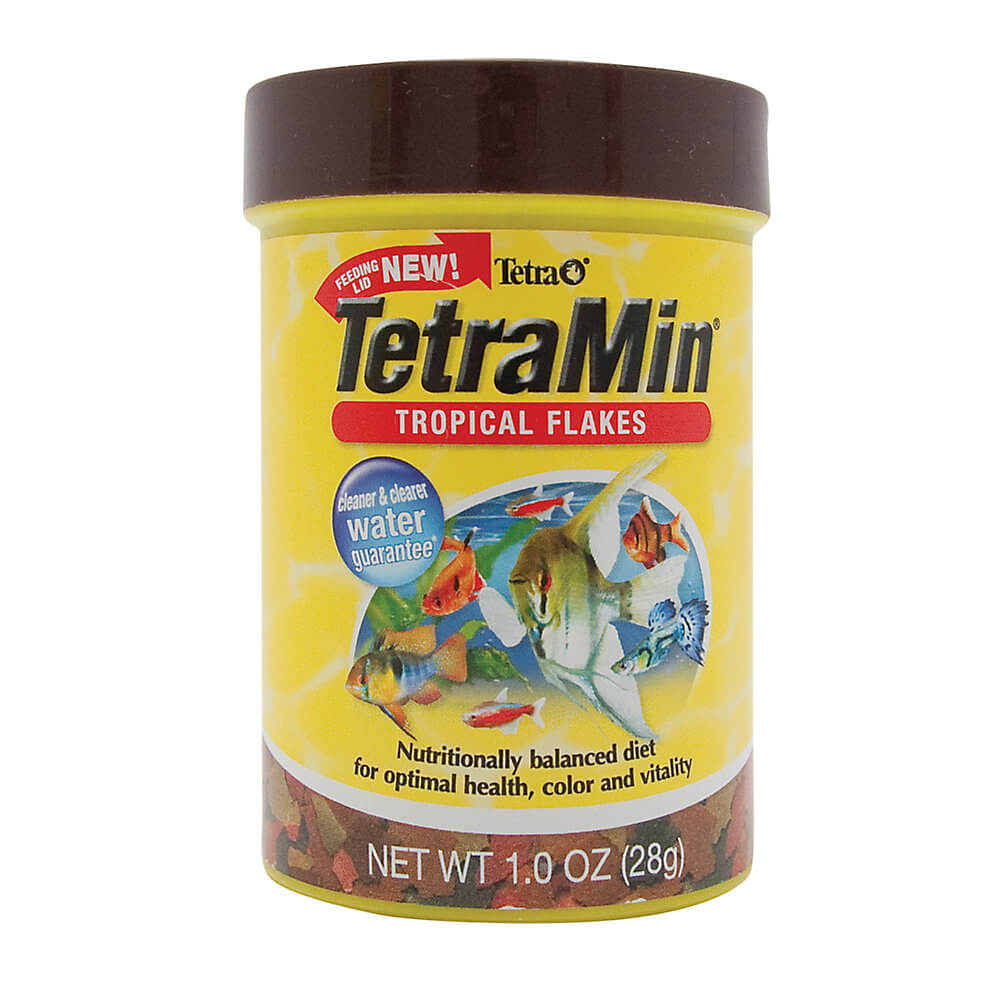 FEEDING LID NEW!
Tetra®
TetraMin®
TROPICAL FLAKES
cleaner & clearer
water
guarantee*
Nutritionally balanced diet
for optimal health, color and vitality
NET WT 1.0 OZ (28g)